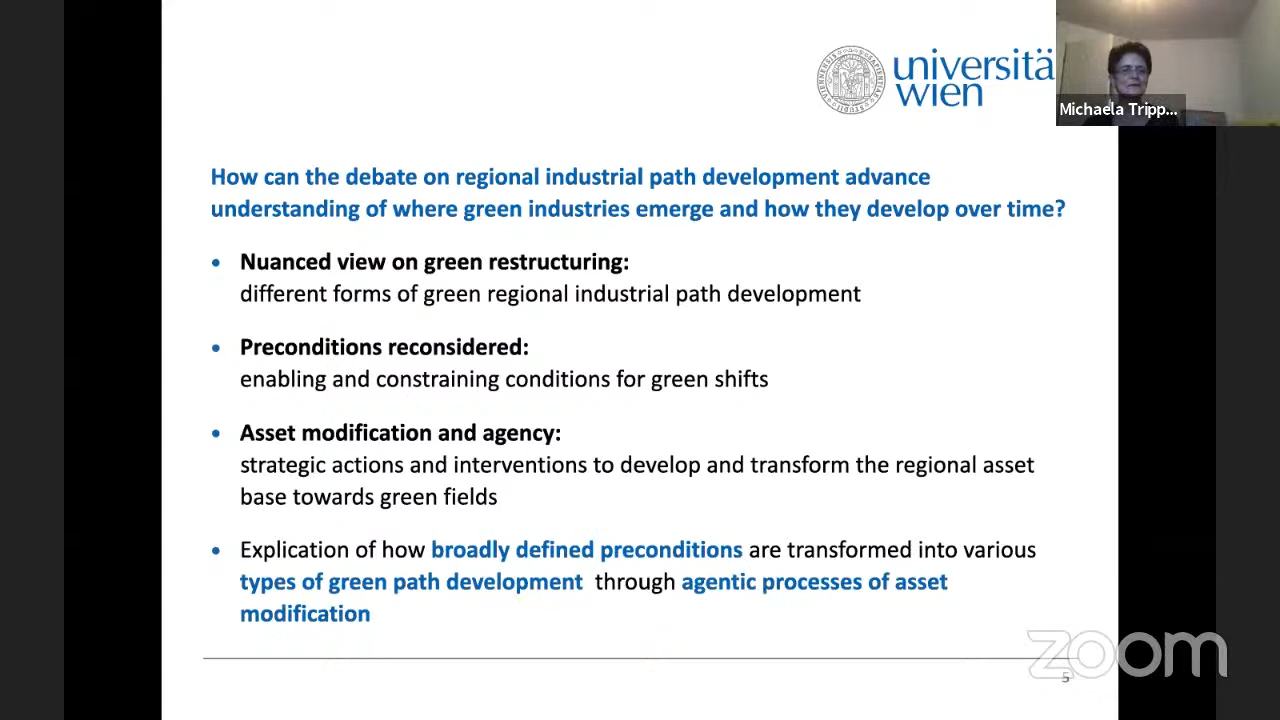 universitä
wien
Michaela Tripp...
How can the debate on regional industrial path development advance
understanding of where green industries emerge and how they develop over time?
• Nuanced view on green restructuring:
different forms of green regional industrial path development
• Preconditions reconsidered:
enabling and constraining conditions for green shifts
• Asset modification and agency:
strategic actions and interventions to develop and transform the regional asset
base towards green fields
• Explication of how broadly defined preconditions are transformed into various
types of green path development through agentic processes of asset
modification
zoom
5